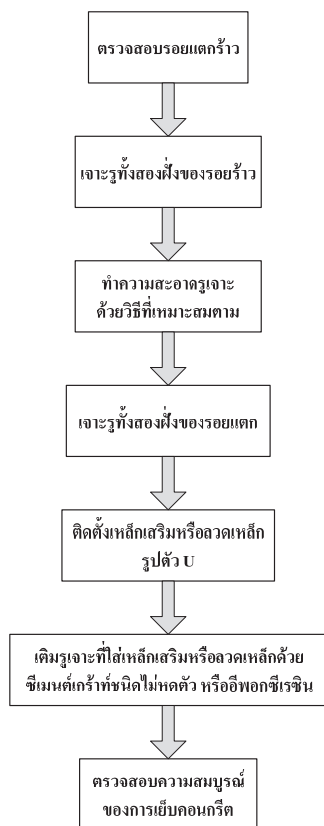 ตรวจสอบรอยแตกร้าว
เจาะรูทั้งสองฝั่งของรอยร้าว
ทำความสะอาดรูเจาะ
ด้วยวิธีที่เหมาะสมตาม
เจาะรูทั้งสองฝั่งของรอยแตก
ติดตั้งเหล็กเสริมหรือลวดเหล็ก
รูปตัว U
เติมรูเจาะที่ใส่เหล็กเสริมหรือลวดเหล็กด้วย
ซีเมนต์เกร้าท์ชนิดไม่หดตัว หรืออีพอกซีเรซิน
ตรวจสอบความสมบูรณ์
ของการเย็บคอนกรีต